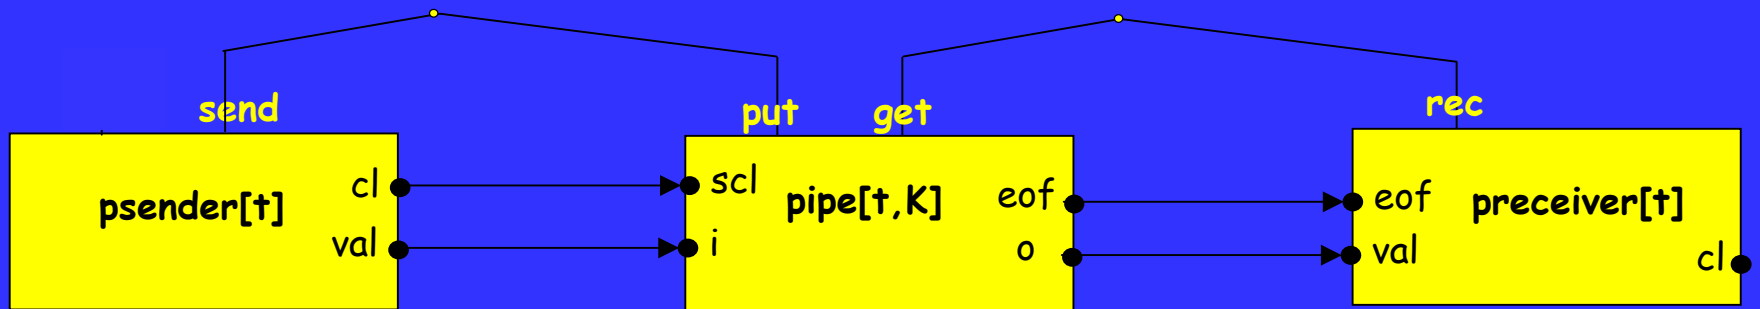 send put get rec
cl scl eof eof
psender[t] pipe[t,K] preceiver[t]
val i o val cl